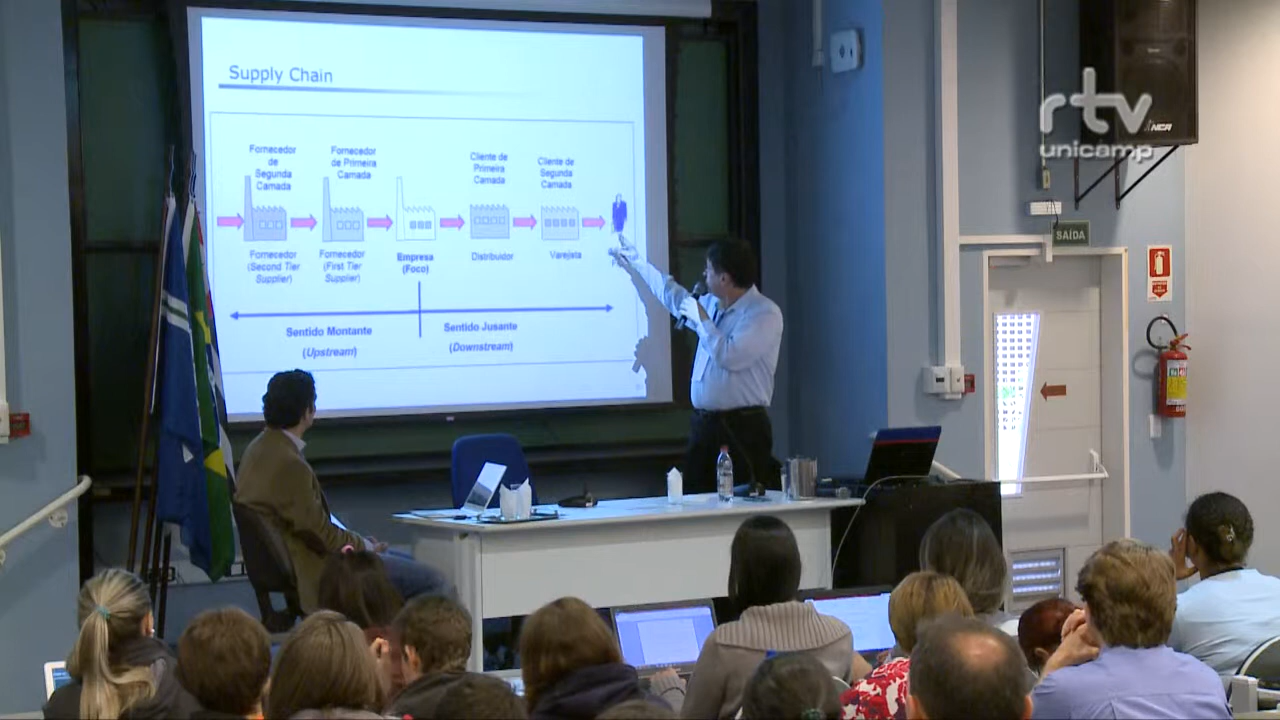 Supply Chain
Fornecedor
de
Segunda
Camada
Fornecedor
de Primeira
Camada
Cliente de
Primeira
Camada
Cliente de
Segunda
Camada
Fornecedor
(Second Tier
Supplier)
Fornecedor
(First Tier
Supplier)
Empresa
(Foco)
Distribuidor
Varejista
Sentido Montante
(Upstream)
Sentido Jusante
(Downstream)
rtv
unicamp
NCA
SAÍDA